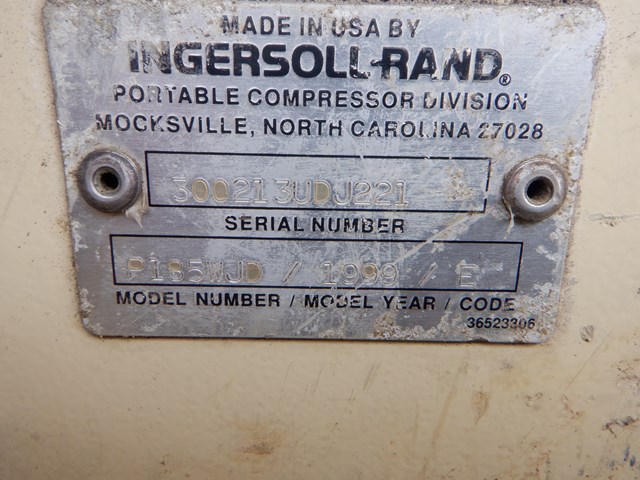 MADE IN USA BY
INGERSOLL-RAND®
PORTABLE COMPRESSOR DIVISION
MOCKSVILLE, NORTH CAROLINA 27028
300213UDJ221
SERIAL NUMBER
P185WJD / 1999 / E
MODEL NUMBER / MODEL YEAR / CODE
36523306